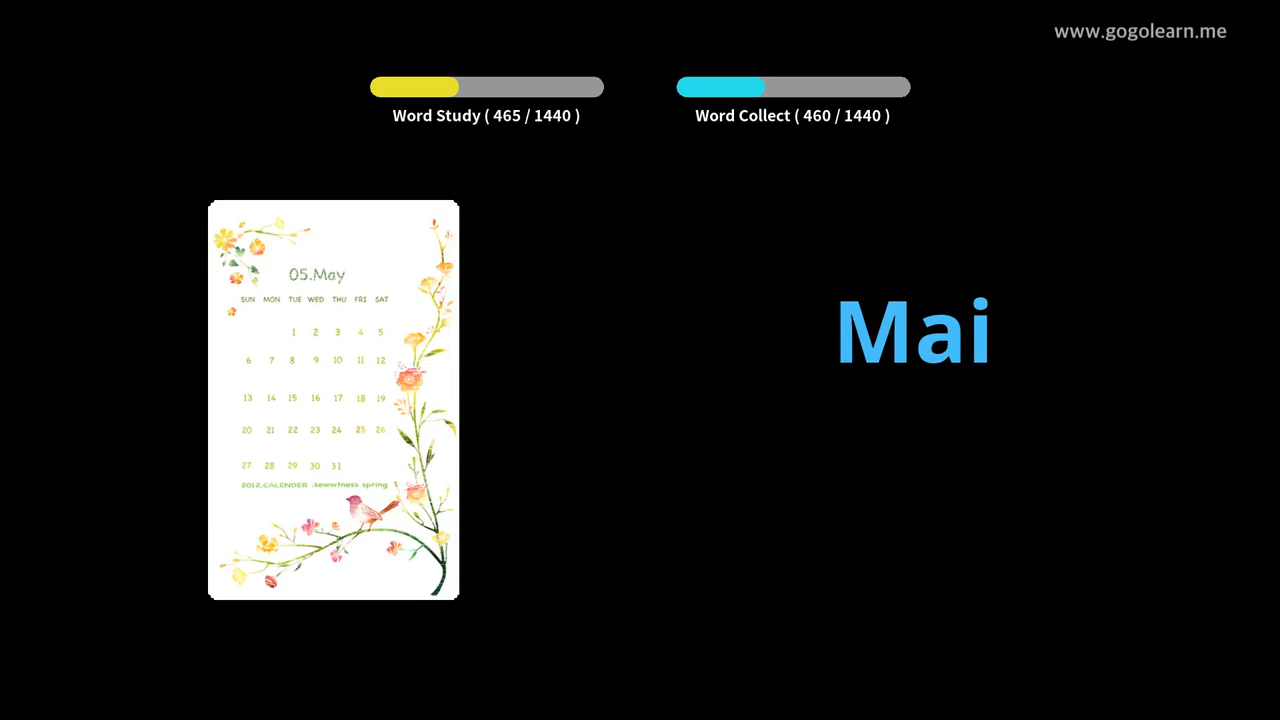 www.gogolearn.me
Word Study ( 465 / 1440 )
Word Collect ( 460 / 1440 )
05.May
SUN MON TUE WED THU FRI SAT
1 2 3 4 5
6 7 8 9 10 11 12
13 14 15 16 17 18 19
20 21 22 23 24 25 26
27 28 29 30 31
2012.CALENDER .sewwtness spring
Mai